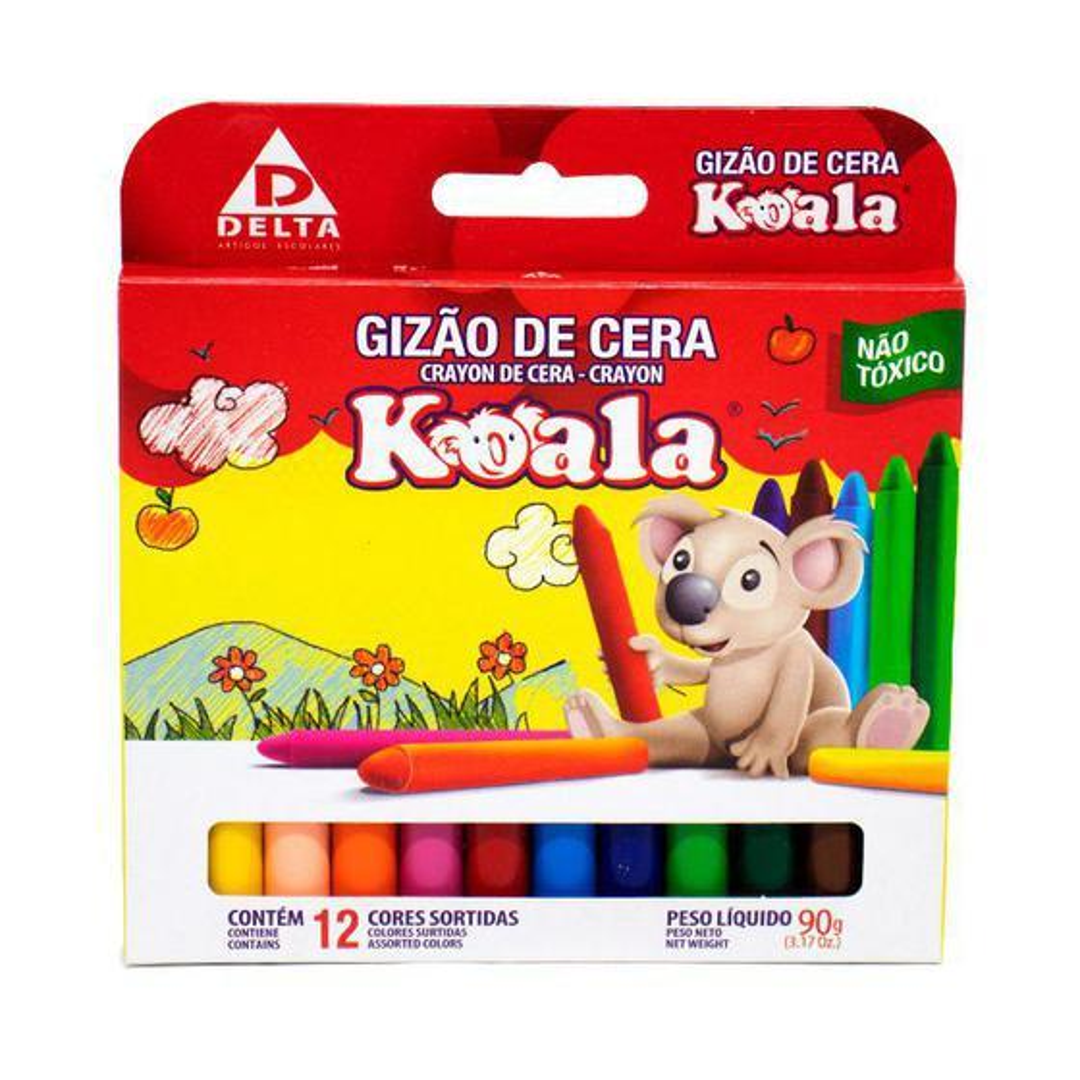 D
DELTA
ARTIGOS ESCOLARES
GIZÃO DE CERA
Koala®
GIZÃO DE CERA
CRAYON DE CERA - CRAYON
Koala®
NÃO
TÓXICO
CONTÉM 12 CORES SORTIDAS
CONTIENE COLORES SURTIDAS
CONTAINS ASSORTED COLORS
PESO LÍQUIDO 90g
PESO NETO
NET WEIGHT (3.17 Oz.)